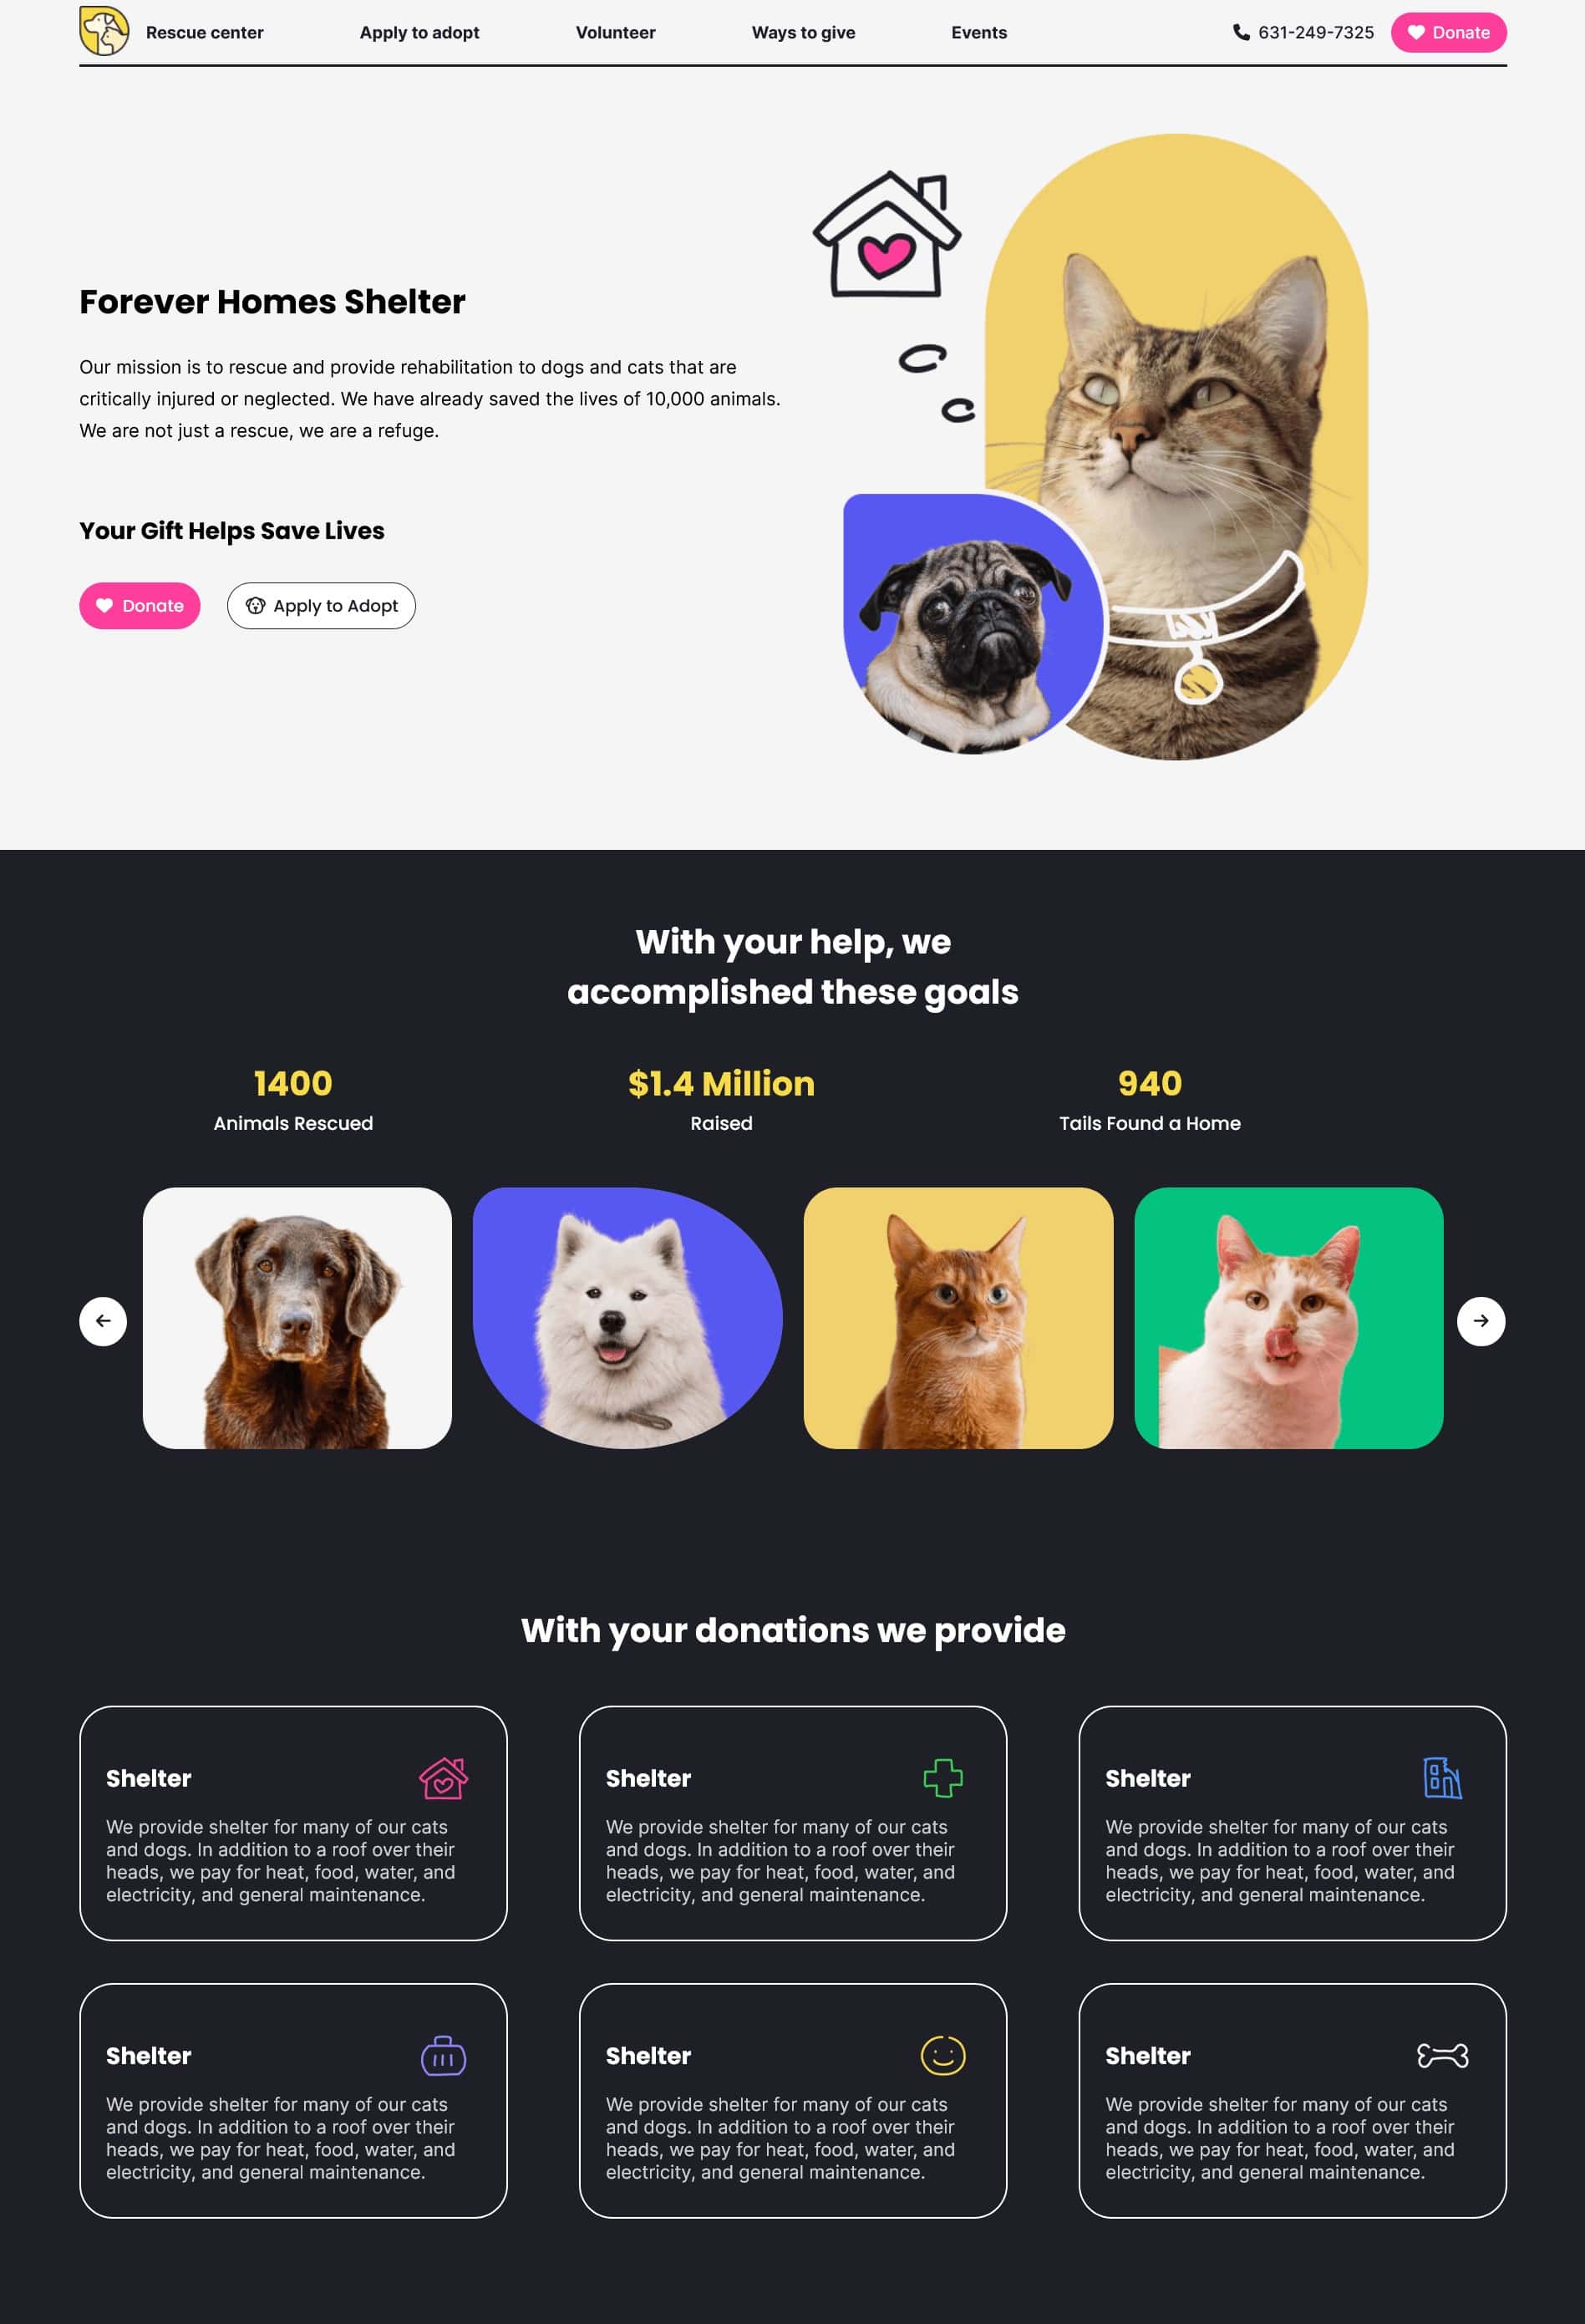 Rescue center
Apply to adopt
Volunteer
Ways to give
Events
631-249-7325
Donate
Forever Homes Shelter
Our mission is to rescue and provide rehabilitation to dogs and cats that are
critically injured or neglected. We have already saved the lives of 10,000 animals.
We are not just a rescue, we are a refuge.
Your Gift Helps Save Lives
Donate
Apply to Adopt
With your help, we
accomplished these goals
1400
Animals Rescued
$1.4 Million
Raised
940
Tails Found a Home
With your donations we provide
Shelter
We provide shelter for many of our cats
and dogs. In addition to a roof over their
heads, we pay for heat, food, water, and
electricity, and general maintenance.
Shelter
We provide shelter for many of our cats
and dogs. In addition to a roof over their
heads, we pay for heat, food, water, and
electricity, and general maintenance.
Shelter
We provide shelter for many of our cats
and dogs. In addition to a roof over their
heads, we pay for heat, food, water, and
electricity, and general maintenance.
Shelter
We provide shelter for many of our cats
and dogs. In addition to a roof over their
heads, we pay for heat, food, water, and
electricity, and general maintenance.
Shelter
We provide shelter for many of our cats
and dogs. In addition to a roof over their
heads, we pay for heat, food, water, and
electricity, and general maintenance.
Shelter
We provide shelter for many of our cats
and dogs. In addition to a roof over their
heads, we pay for heat, food, water, and
electricity, and general maintenance.